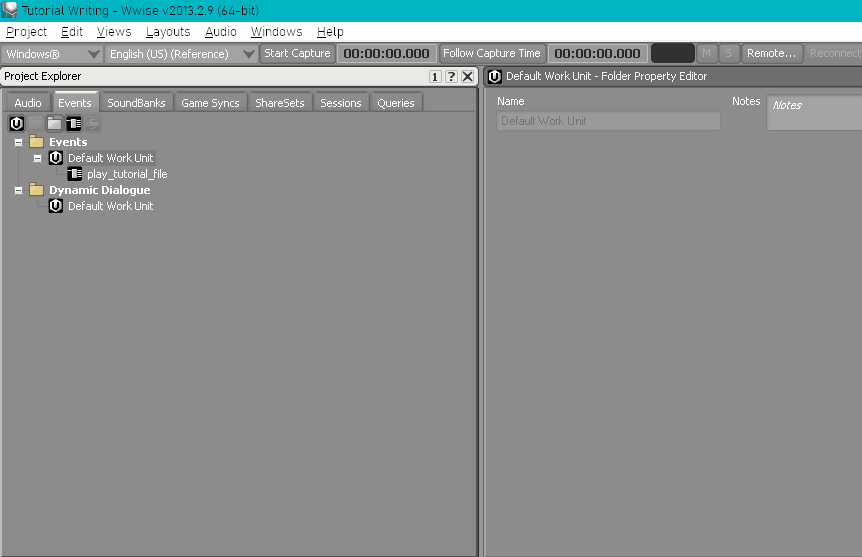 Tutorial Writing - Wwise v2013.2.9 (64-bit)
Project Edit Views Layouts Audio Windows Help
Windows® English (US) (Reference) Start Capture 00:00:00.000 Follow Capture Time 00:00:00.000 M S Remote... Reconnect
Project Explorer 1 ? X
Default Work Unit - Folder Property Editor
Audio Events SoundBanks Game Syncs ShareSets Sessions Queries
Name Notes
Default Work Unit Notes
Events
Default Work Unit
play_tutorial_file
Dynamic Dialogue
Default Work Unit